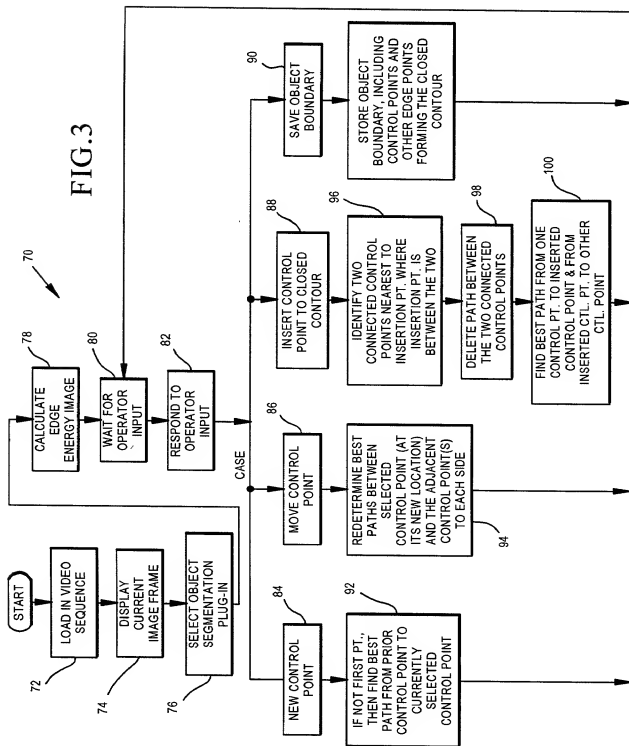 FIG.3
70
START
LOAD IN VIDEO
SEQUENCE
72
DISPLAY
CURRENT
IMAGE FRAME
74
SELECT OBJECT
SEGMENTATION
PLUG-IN
76
78
CALCULATE
EDGE
ENERGY IMAGE
80
WAIT FOR
OPERATOR
INPUT
82
RESPOND TO
OPERATOR
INPUT
CASE
84
NEW CONTROL
POINT
92
IF NOT FIRST PT.,
THEN FIND BEST
PATH FROM PRIOR
CONTROL POINT TO
CURRENTLY
SELECTED
CONTROL POINT
86
MOVE CONTROL
POINT
REDETERMINE BEST
PATHS BETWEEN
SELECTED
CONTROL POINT (AT
ITS NEW LOCATION)
AND THE ADJACENT
CONTROL POINT(S)
TO EACH SIDE
94
88
INSERT CONTROL
POINT TO CLOSED
CONTOUR
96
IDENTIFY TWO
CONNECTED CONTROL
POINTS NEAREST TO
INSERTION PT. WHERE
INSERTION PT. IS
BETWEEN THE TWO
98
DELETE PATH BETWEEN
THE TWO CONNECTED
CONTROL POINTS
100
FIND BEST PATH FROM ONE
CONTROL PT. TO INSERTED
CONTROL POINT & FROM
INSERTED CTL. PT. TO OTHER
CTL. POINT
90
SAVE OBJECT
BOUNDARY
STORE OBJECT
BOUNDARY, INCLUDING
CONTROL POINTS AND
OTHER EDGE POINTS
FORMING THE CLOSED
CONTOUR